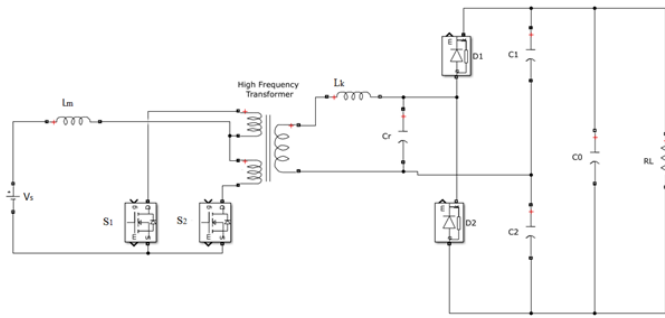 E
D1
C1
High Frequency
Transformer
Lk
Lm
Cr
C0
RL
Vs
S1
S2
g
D
E
S
g
D
E
S
E
D2
C2